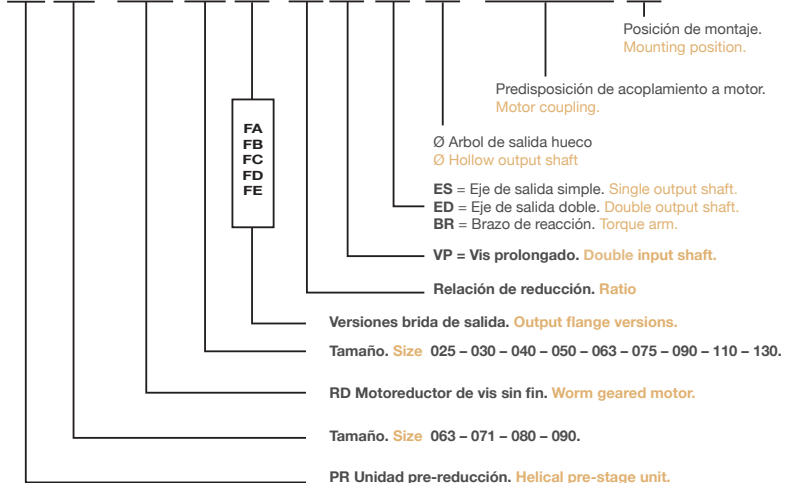 Posición de montaje.
Mounting position.
Predisposición de acoplamiento a motor.
Motor coupling.
FA
FB
FC
FD
FE
Ø Arbol de salida hueco
Ø Hollow output shaft
ES = Eje de salida simple. Single output shaft.
ED = Eje de salida doble. Double output shaft.
BR = Brazo de reacción. Torque arm.
VP = Vis prolongado. Double input shaft.
Relación de reducción. Ratio
Versiones brida de salida. Output flange versions.
Tamaño. Size 025 – 030 – 040 – 050 – 063 – 075 – 090 – 110 – 130.
RD Motoreductor de vis sin fin. Worm geared motor.
Tamaño. Size 063 – 071 – 080 – 090.
PR Unidad pre-reducción. Helical pre-stage unit.